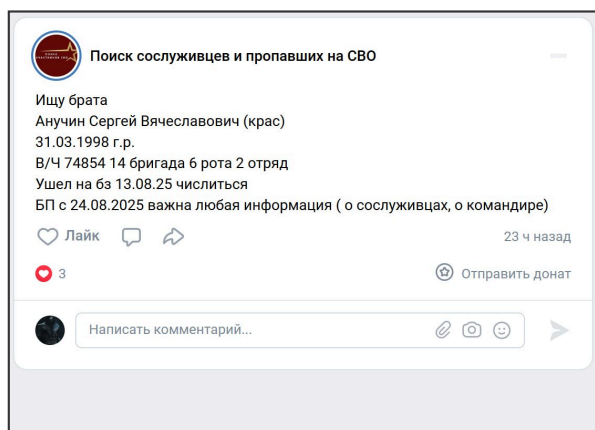 Поиск сослуживцев и пропавших на СВО
Ищу брата
Анучин Сергей Вячеславович (крас)
31.03.1998 г.р.
В/Ч 74854 14 бригада 6 рота 2 отряд
Ушел на бз 13.08.25 числиться
БП с 24.08.2025 важна любая информация ( о сослуживцах, о командире)
Лайк
23 ч назад
3
Отправить донат
Написать комментарий...